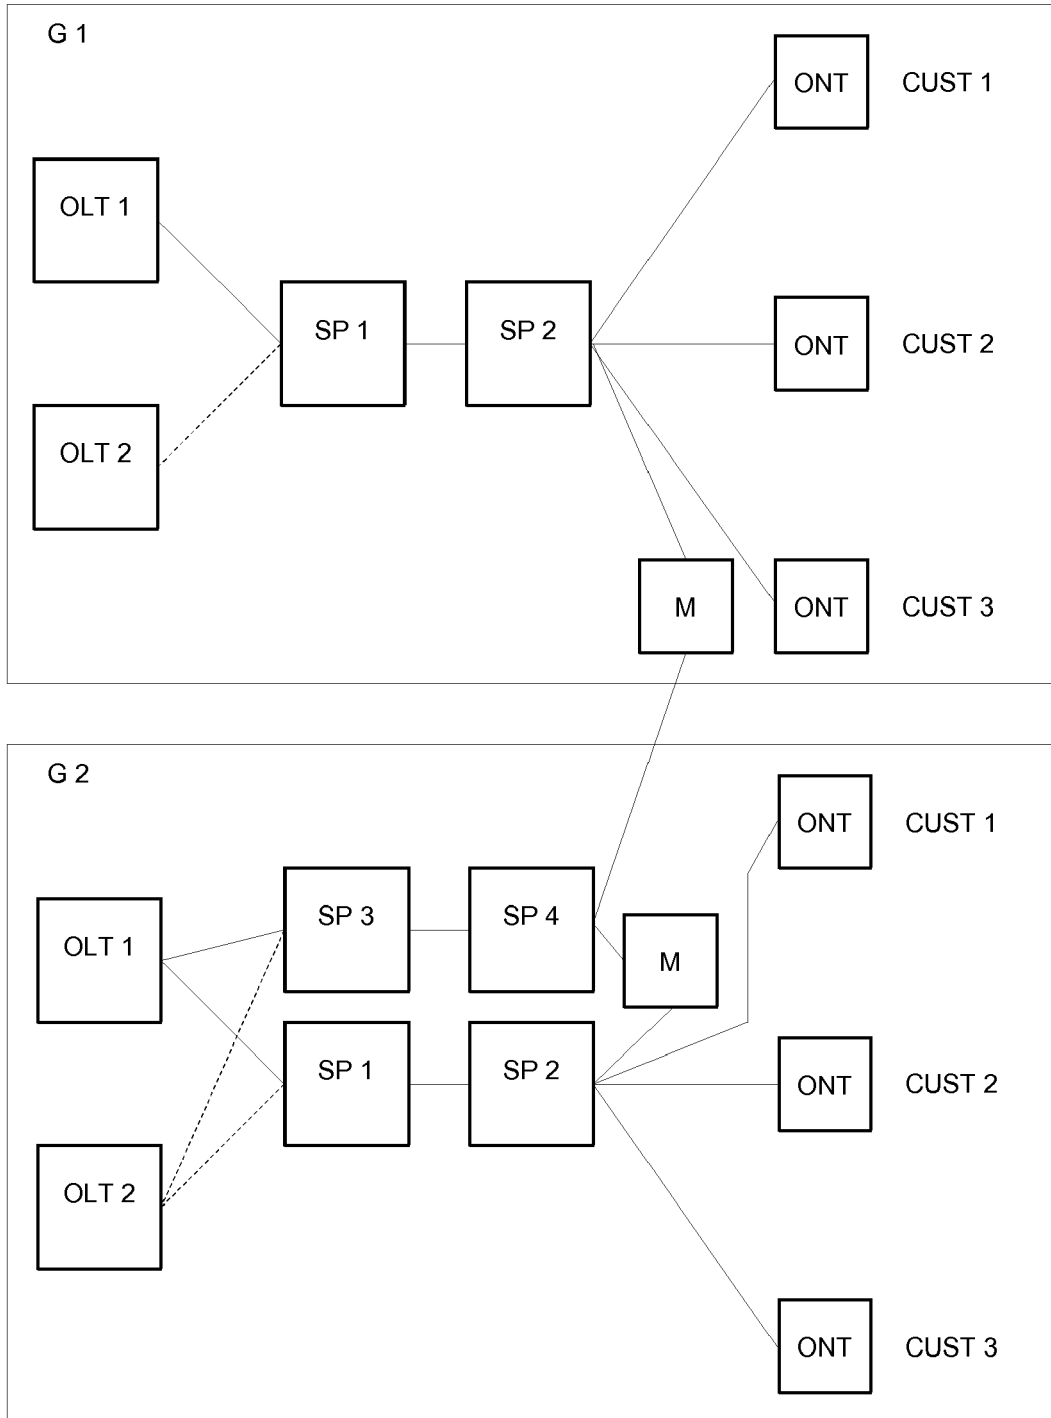 G 1
ONT CUST 1
OLT 1
SP 1 SP 2 ONT CUST 2
OLT 2
M ONT CUST 3
G 2
ONT CUST 1
SP 3 SP 4
OLT 1 M
SP 1 SP 2 ONT CUST 2
OLT 2
ONT CUST 3